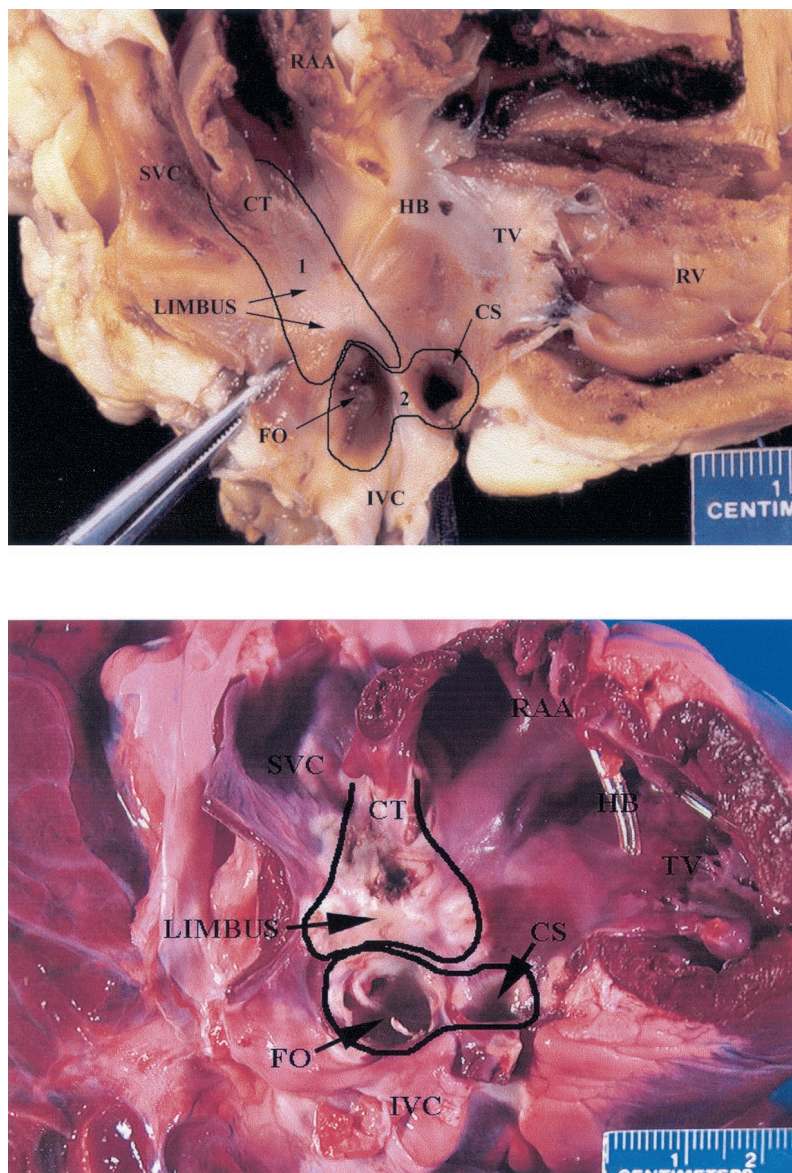 RAA
SVC
CT
HB
TV
1
RV
LIMBUS
CS
2
FO
IVC
1
CENTIM
RAA
SVC
HB
CT
TV
LIMBUS
CS
FO
IVC
1 2
CENTIMETERS